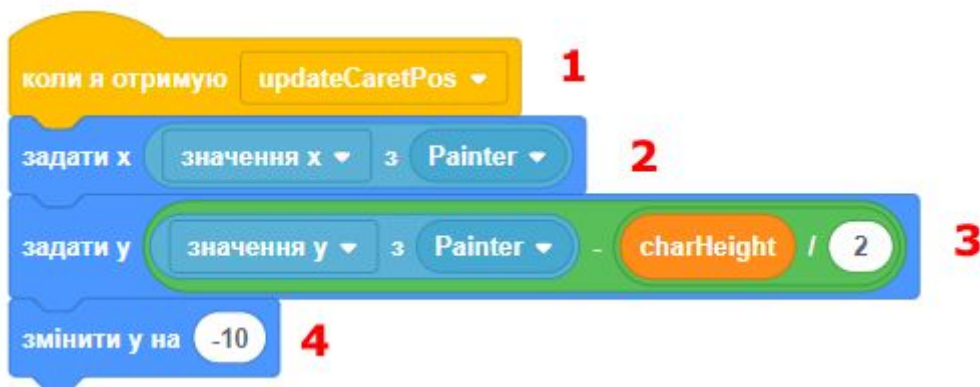 коли я отримую updateCaretPos 1
задати x значення x з Painter 2
задати y значення y з Painter - charHeight / 2 3
змінити y на -10 4